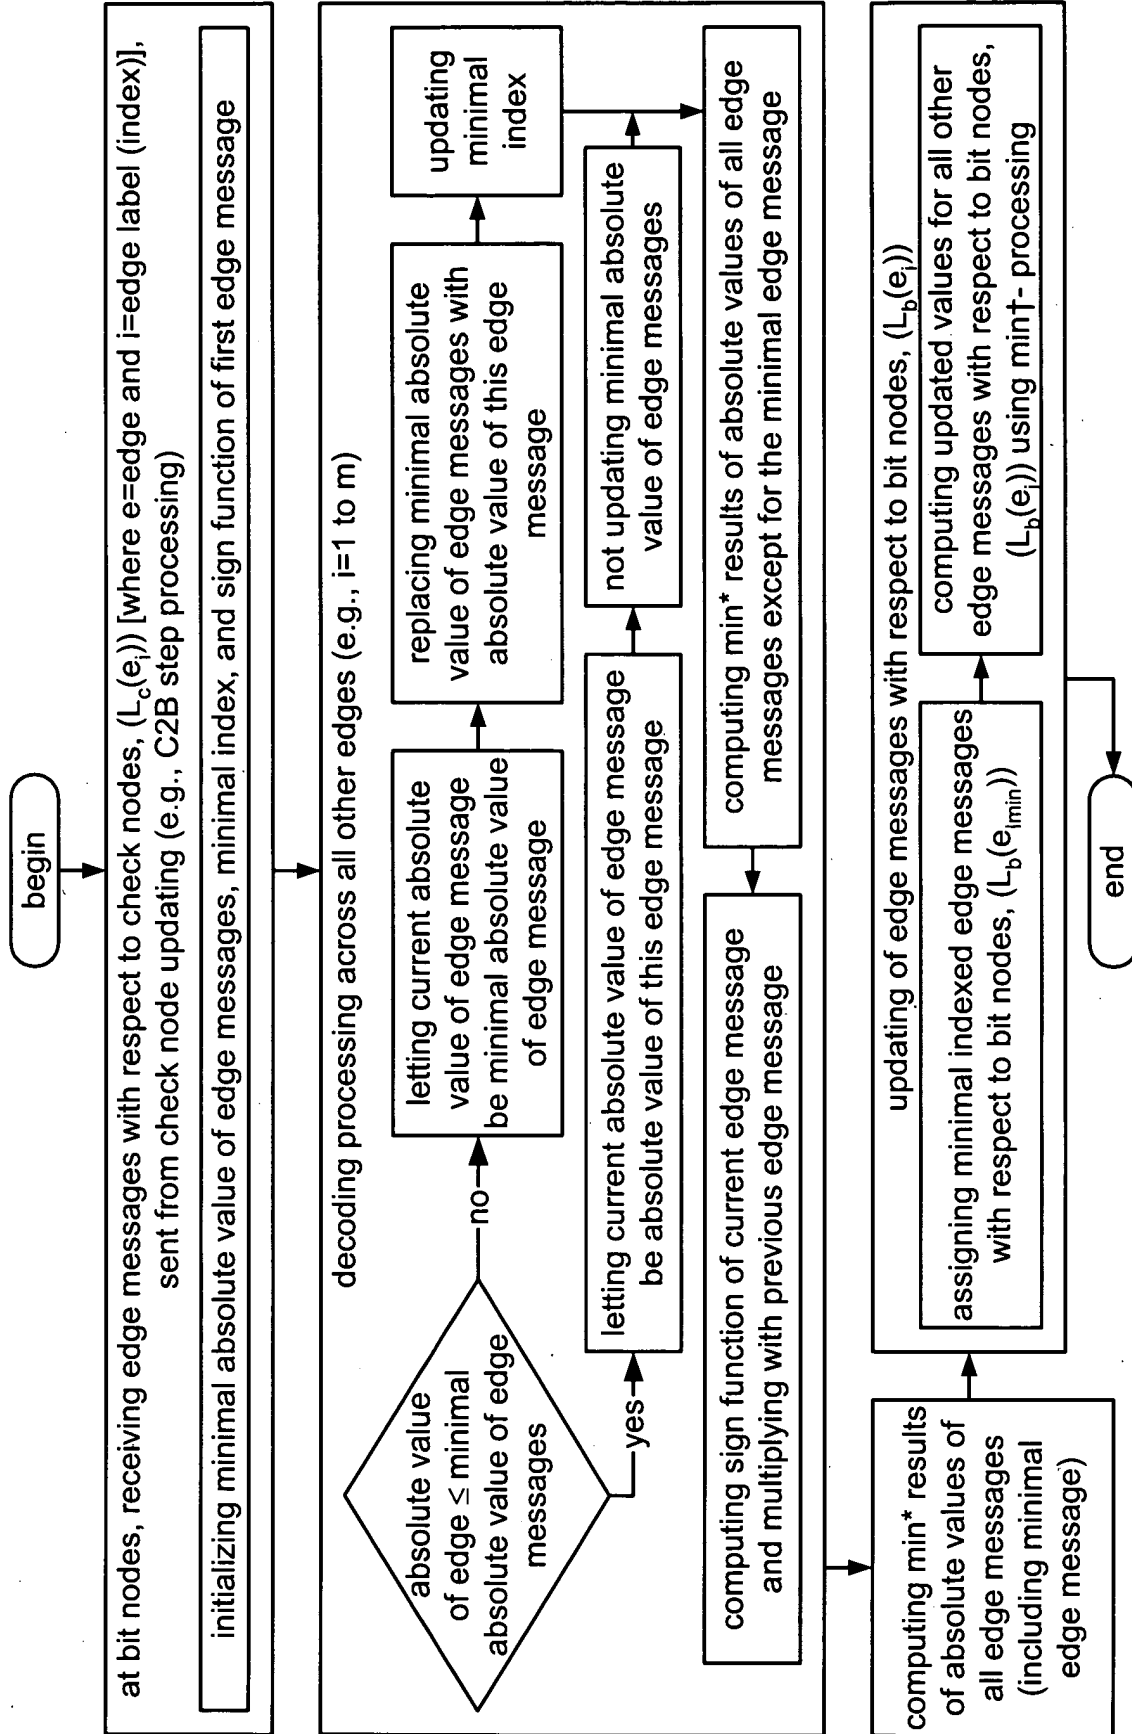 begin
at bit nodes, receiving edge messages with respect to check nodes, (Lc(ei)) [where e=edge and i=edge label (index)],
sent from check node updating (e.g., C2B step processing)
initializing minimal absolute value of edge messages, minimal index, and sign function of first edge message
decoding processing across all other edges (e.g., i=1 to m)
absolute value
of edge ≤ minimal
absolute value of edge
messages
no
letting current absolute
value of edge message
be minimal absolute value
of edge message
replacing minimal absolute
value of edge messages with
absolute value of this edge
message
updating
minimal
index
yes
letting current absolute value of edge message
be absolute value of this edge message
not updating minimal absolute
value of edge messages
computing min* results of absolute values of all edge
messages except for the minimal edge message
computing sign function of current edge message
and multiplying with previous edge message
computing min* results
of absolute values of
all edge messages
(including minimal
edge message)
updating of edge messages with respect to bit nodes, (Lb(ei))
assigning minimal indexed edge messages
with respect to bit nodes, (Lb(eImin))
computing updated values for all other
edge messages with respect to bit nodes,
(Lb(ei)) using min†- processing
end